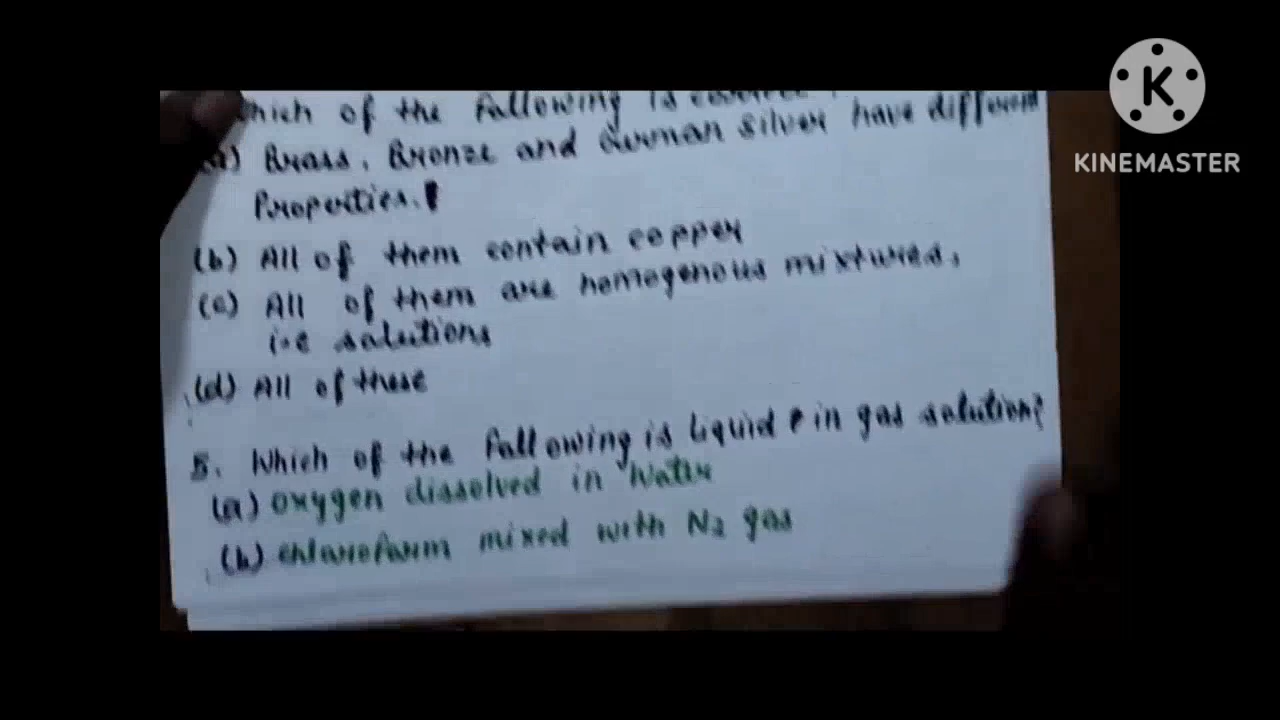 KINEMASTER
Which of the Following is correct
(a) Brass, Bronze and German silver have different
Properties.
(b) All of them contain copper
(c) All of them are homogenous mixtures,
i.e solutions
(d) All of these
5. Which of the Following is Liquid in gas solution?
(a) Oxygen dissolved in Water
(b) chloroform mixed with N2 gas